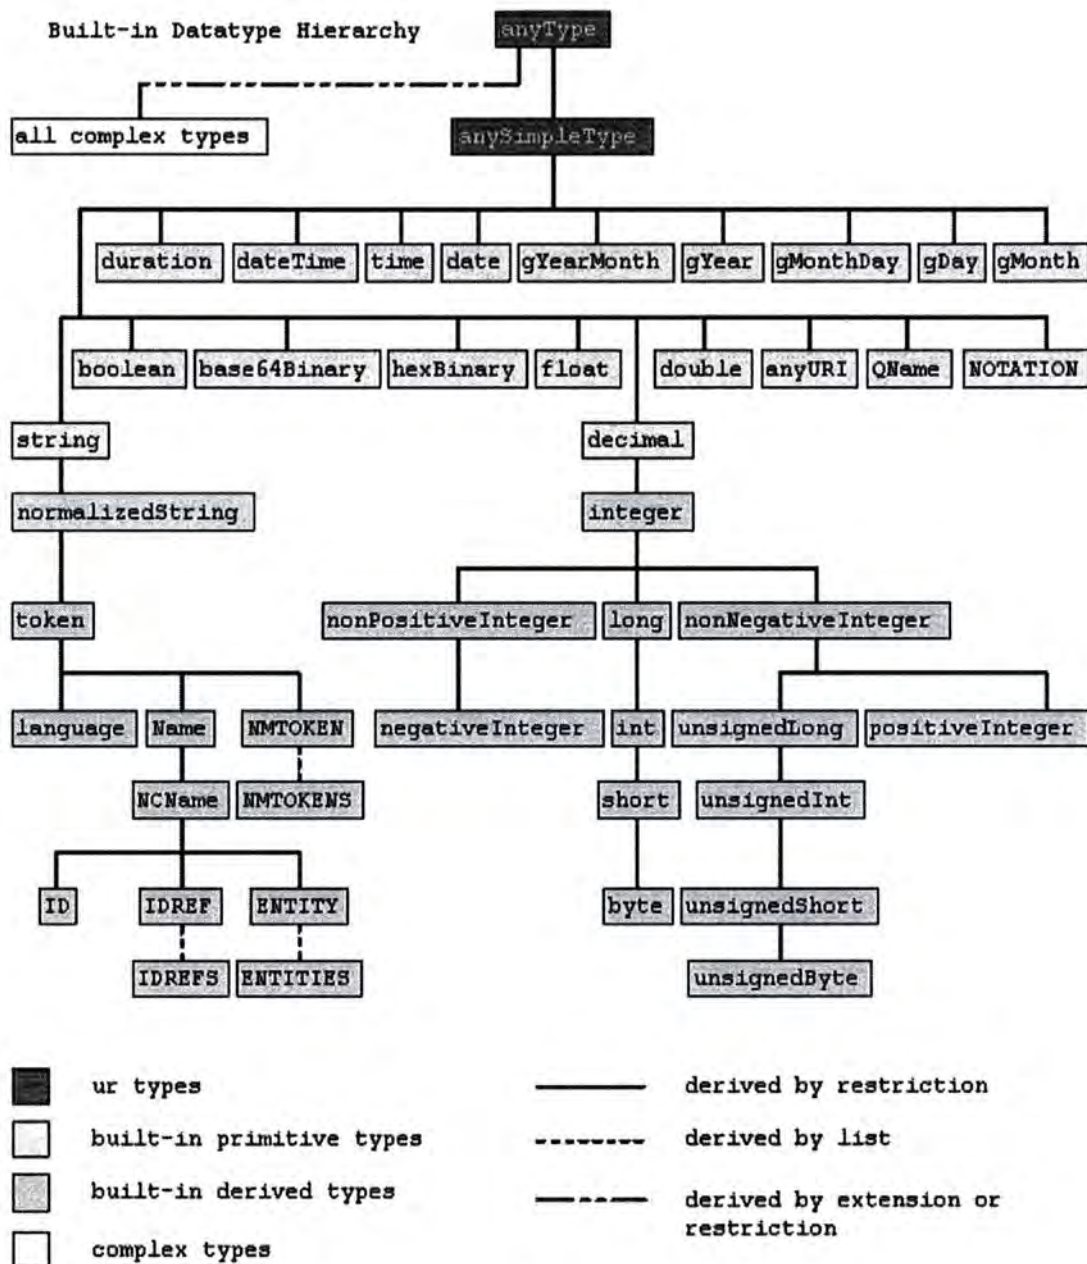 Built-in Datatype Hierarchy
anyType
all complex types
anySimpleType
duration dateTime time date gYearMonth gYear gMonthDay gDay gMonth
boolean base64Binary hexBinary float double anyURI QName NOTATION
string decimal
normalizedString integer
token nonPositiveInteger long nonNegativeInteger
language Name NMTOKEN negativeInteger int unsignedLong positiveInteger
NCName NMTOKENS short unsignedInt
ID IDREF ENTITY byte unsignedShort
IDREFS ENTITIES unsignedByte
ur types
built-in primitive types
built-in derived types
complex types
derived by restriction
derived by list
derived by extension or
restriction